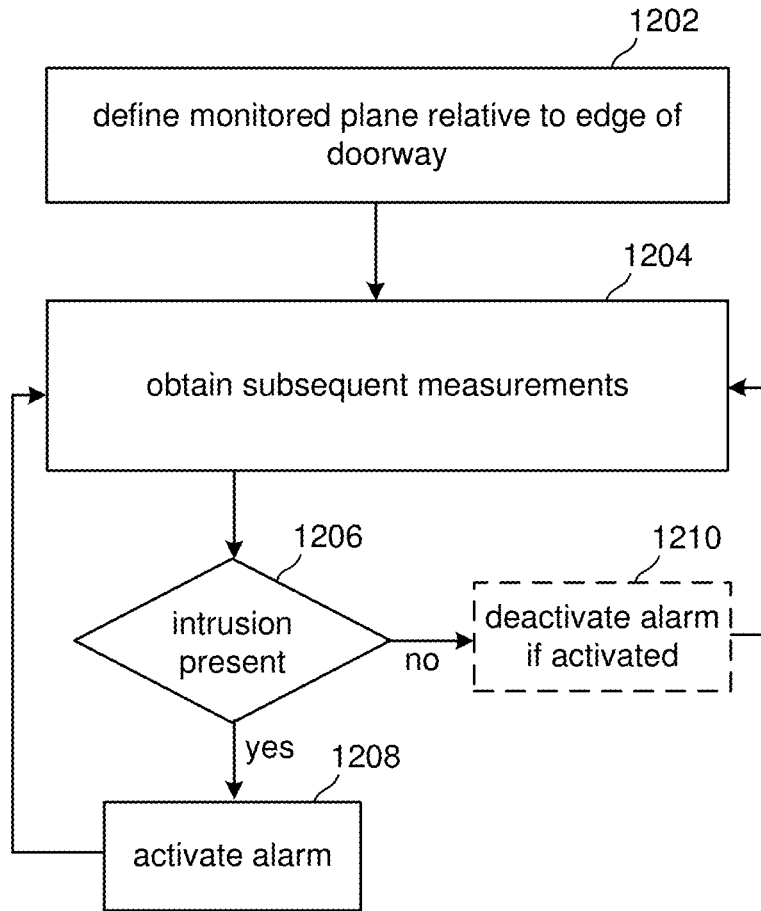 1202
define monitored plane relative to edge of
doorway
1204
obtain subsequent measurements
1206
intrusion
present
no
1210
deactivate alarm
if activated
yes
1208
activate alarm